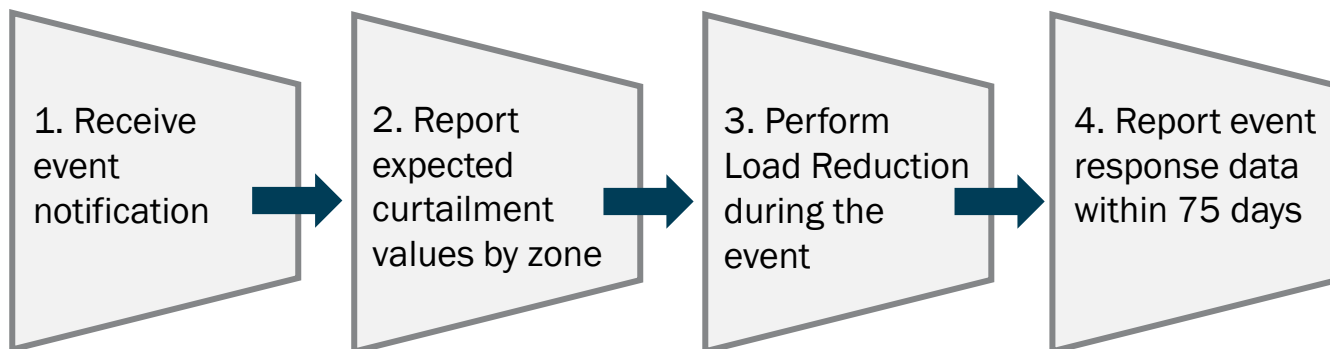 1. Receive
event
notification
2. Report
expected
curtailment
values by zone
3. Perform
Load Reduction
during the
event
4. Report event
response data
within 75 days